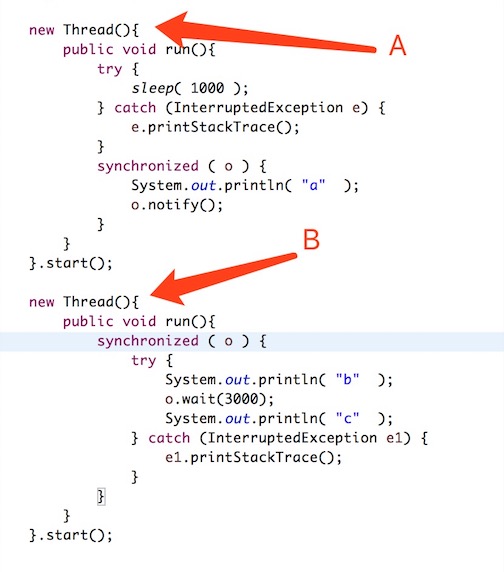 new Thread(){
A
public void run(){
try {
sleep( 1000 );
} catch (InterruptedException e) {
e.printStackTrace();
}
synchronized ( o ) {
System.out.println( "a"  );
o.notify();
}
}
}.start();
B
new Thread(){
public void run(){
synchronized ( o ) {
try {
System.out.println( "b"  );
o.wait(3000);
System.out.println( "c"  );
} catch (InterruptedException e1) {
e1.printStackTrace();
}
}
}
}.start();